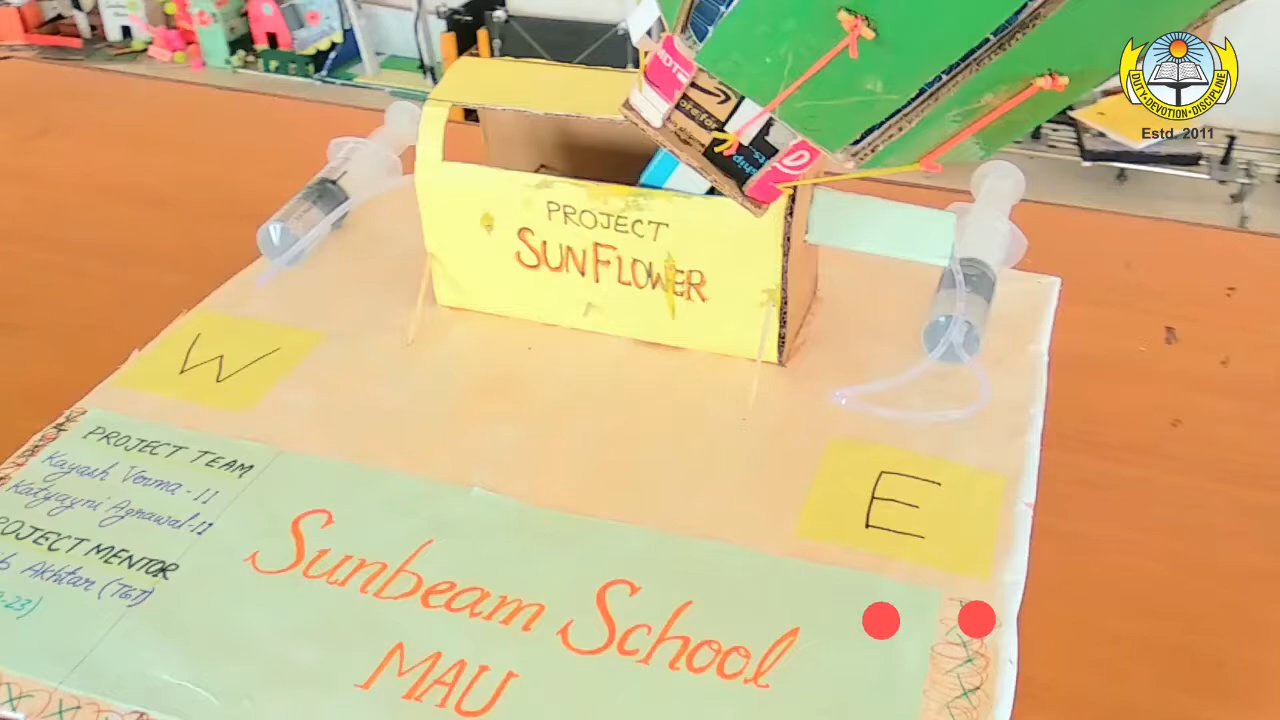 DUTY • DEVOTION • DISCIPLINE
Estd. 2011
PROJECT
SUNFLOWER
W
E
PROJECT TEAM
Kayash Verma-11
Katyayni Agrawal-11
PROJECT MENTOR
Akhtar (TGT)
-23)
Sunbeam School
MAU